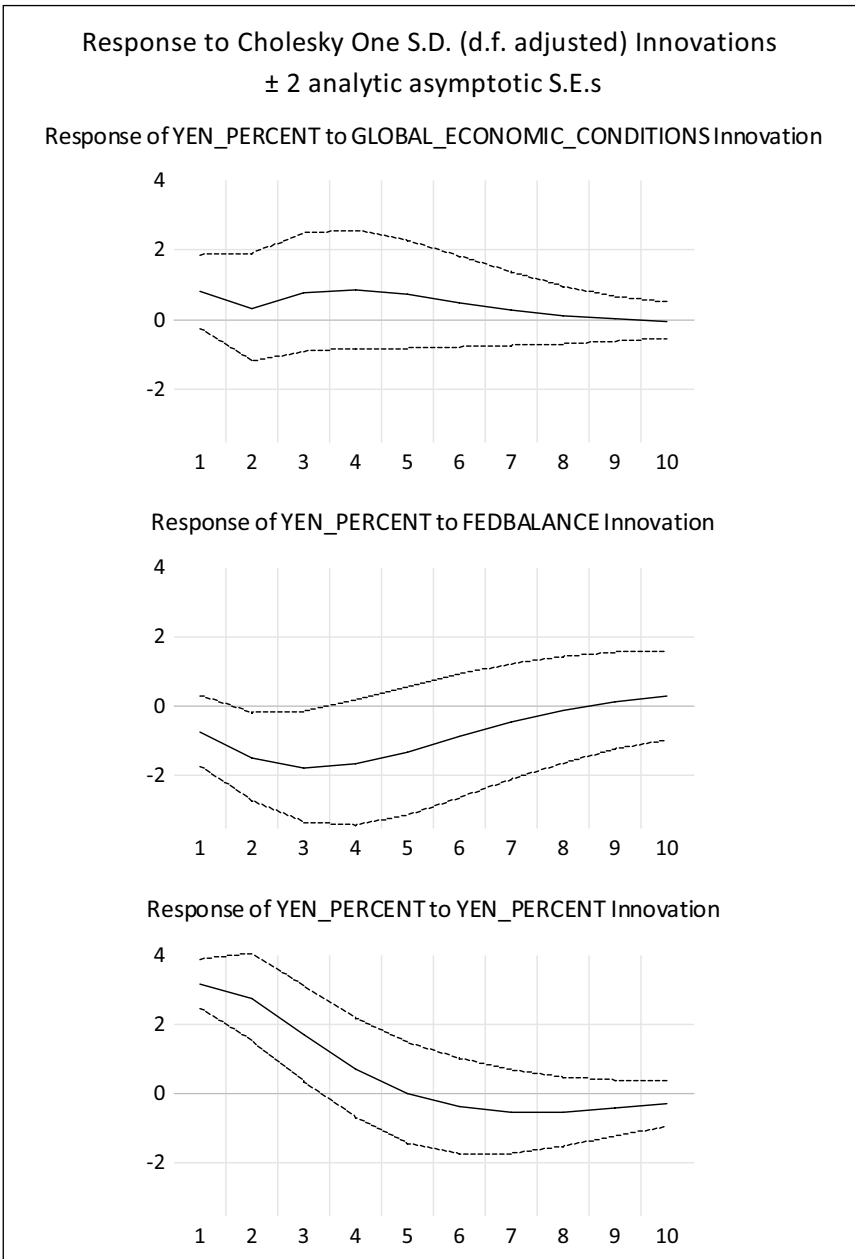 Response to Cholesky One S.D. (d.f. adjusted) Innovations
± 2 analytic asymptotic S.E.s
Response of YEN_PERCENT to GLOBAL_ECONOMIC_CONDITIONS Innovation
4
2
0
-2
1 2 3 4 5 6 7 8 9 10
Response of YEN_PERCENT to FEDBALANCE Innovation
4
2
0
-2
1 2 3 4 5 6 7 8 9 10
Response of YEN_PERCENT to YEN_PERCENT Innovation
4
2
0
-2
1 2 3 4 5 6 7 8 9 10